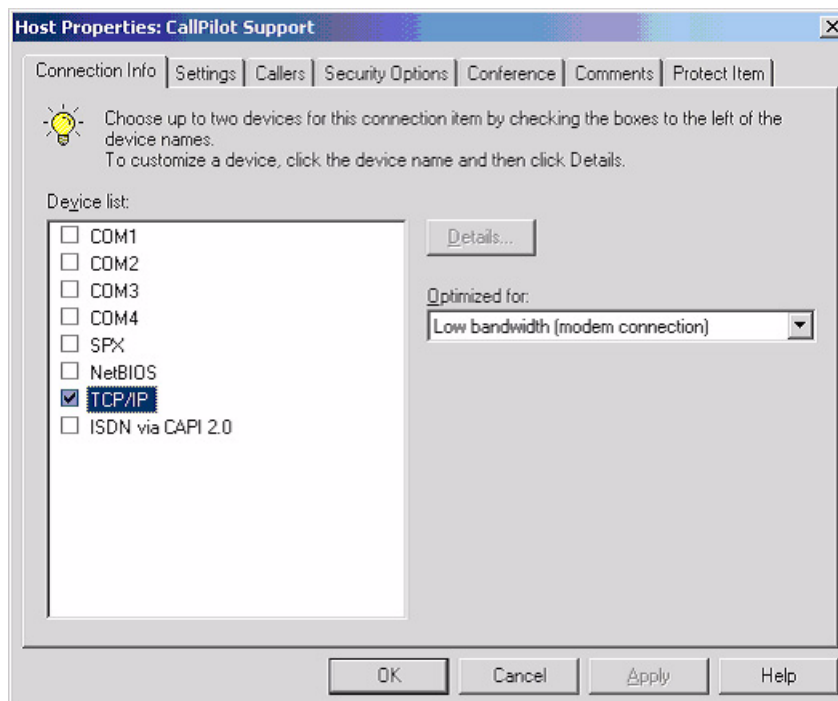 Host Properties: CallPilot Support
Connection Info Settings Callers Security Options Conference Comments Protect Item
Choose up to two devices for this connection item by checking the boxes to the left of the
device names.
To customize a device, click the device name and then click Details.
Device list:
COM1
COM2
COM3
COM4
SPX
NetBIOS
TCP/IP
ISDN via CAPI 2.0
Details...
Optimized for:
Low bandwidth (modem connection)
OK Cancel Apply Help